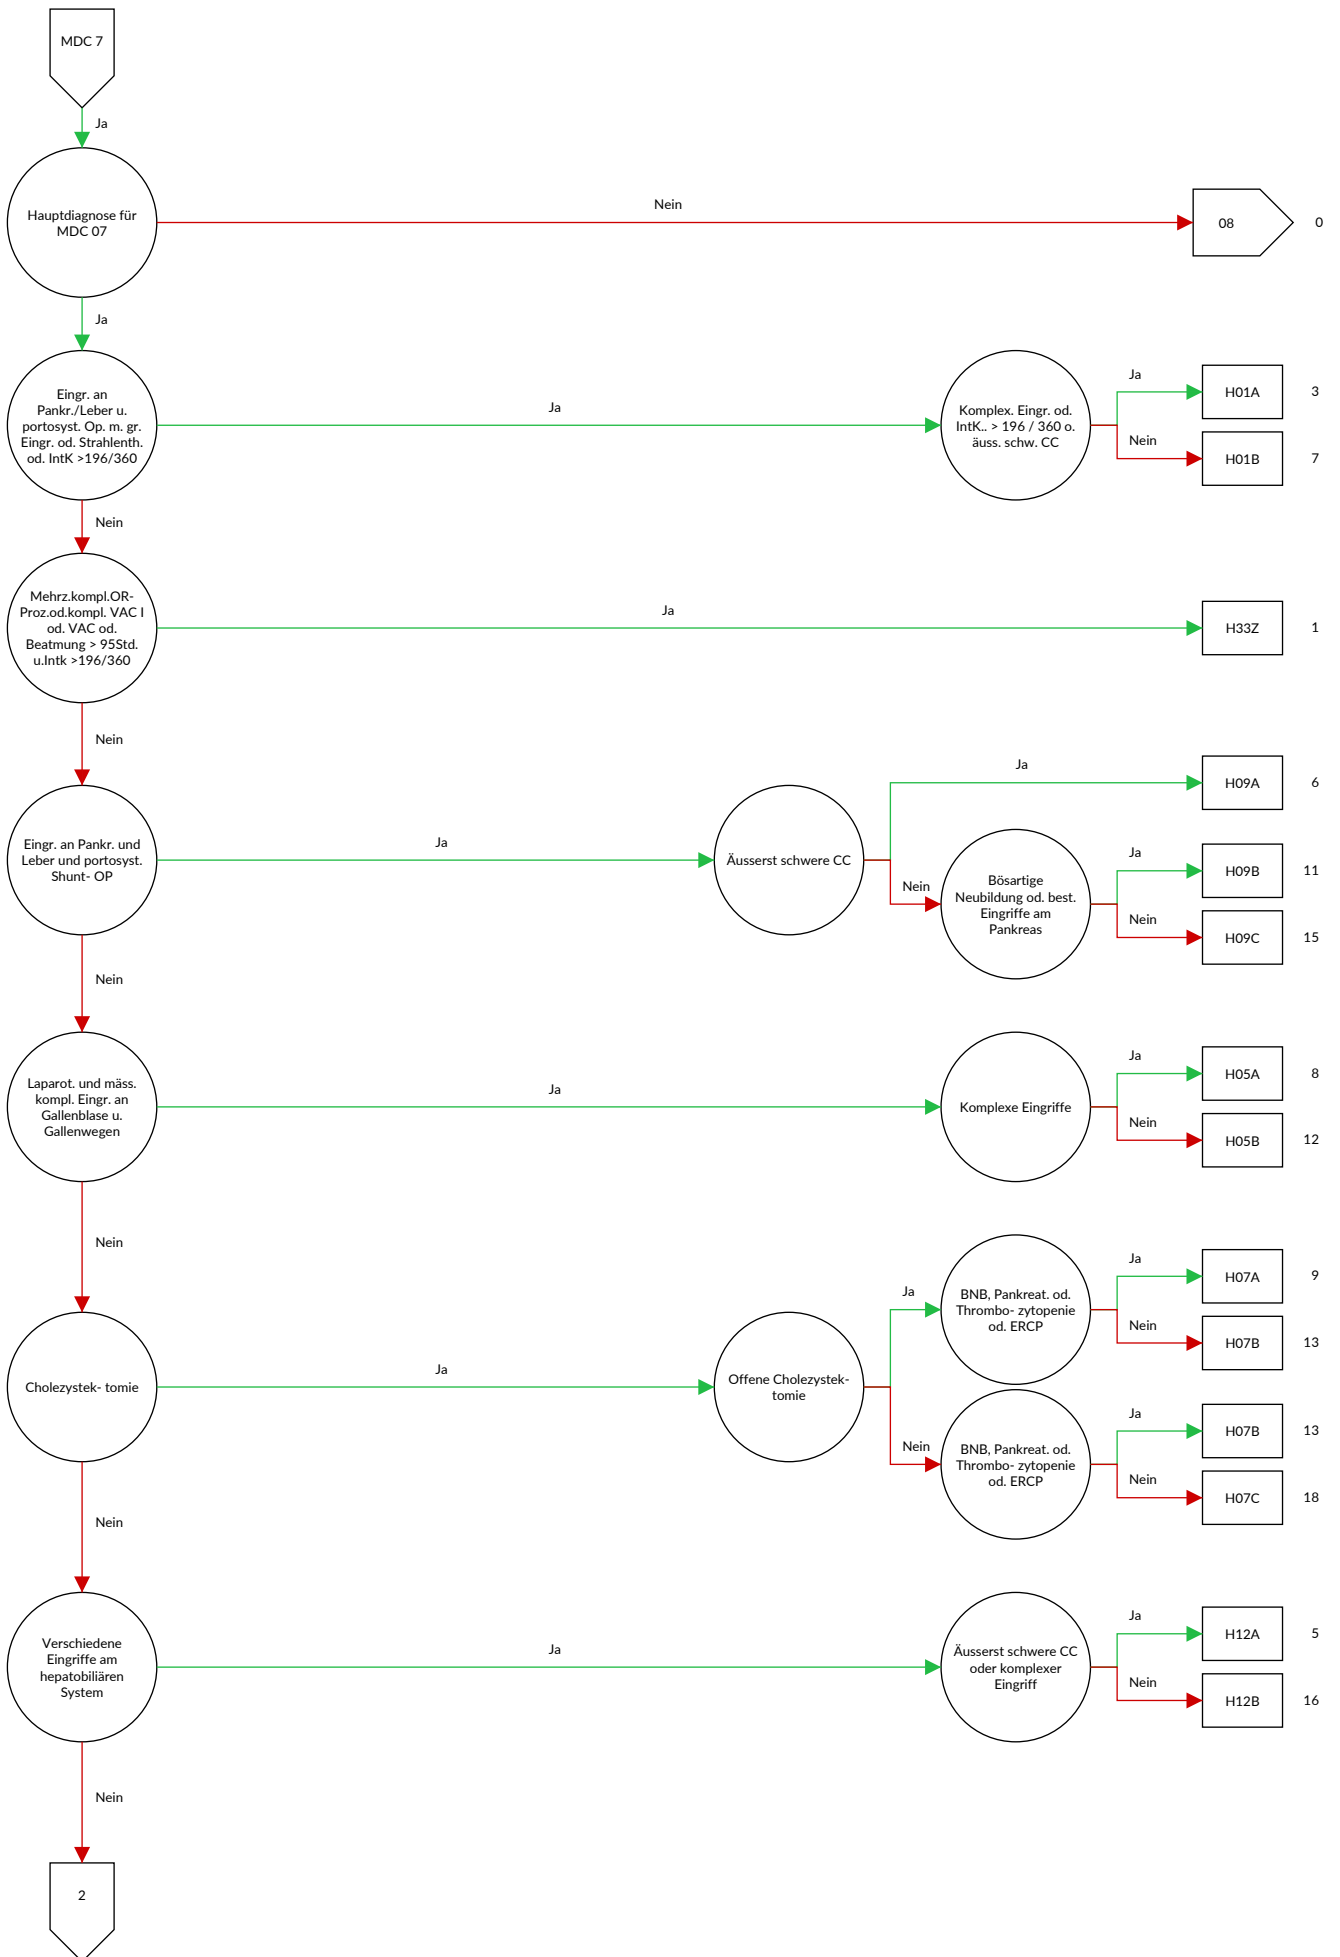 MDC 7
Ja
Hauptdiagnose für
MDC 07
Nein
08
0
Ja
Eingr. an
Pankr./Leber u.
portosyst. Op. m. gr.
Eingr. od. Strahlenth.
od. IntK >196/360
Ja
Komplex. Eingr. od.
IntK.. > 196 / 360 o.
äuss. schw. CC
Ja
H01A
3
Nein
H01B
7
Nein
Mehrz.kompl.OR-
Proz.od.kompl. VAC I
od. VAC od.
Beatmung > 95Std.
u.Intk >196/360
Ja
H33Z
1
Nein
Eingr. an Pankr. und
Leber und portosyst.
Shunt- OP
Ja
Äusserst schwere CC
Ja
H09A
6
Nein
Bösartige
Neubildung od. best.
Eingriffe am
Pankreas
Ja
H09B
11
Nein
H09C
15
Nein
Laparot. und mäss.
kompl. Eingr. an
Gallenblase u.
Gallenwegen
Ja
Komplexe Eingriffe
Ja
H05A
8
Nein
H05B
12
Nein
Cholezystek- tomie
Ja
Offene Cholezystek-
tomie
Ja
BNB, Pankreat. od.
Thrombo- zytopenie
od. ERCP
Ja
H07A
9
Nein
H07B
13
Nein
BNB, Pankreat. od.
Thrombo- zytopenie
od. ERCP
Ja
H07B
13
Nein
H07C
18
Nein
Verschiedene
Eingriffe am
hepatobiliären
System
Ja
Äusserst schwere CC
oder komplexer
Eingriff
Ja
H12A
5
Nein
H12B
16
Nein
2